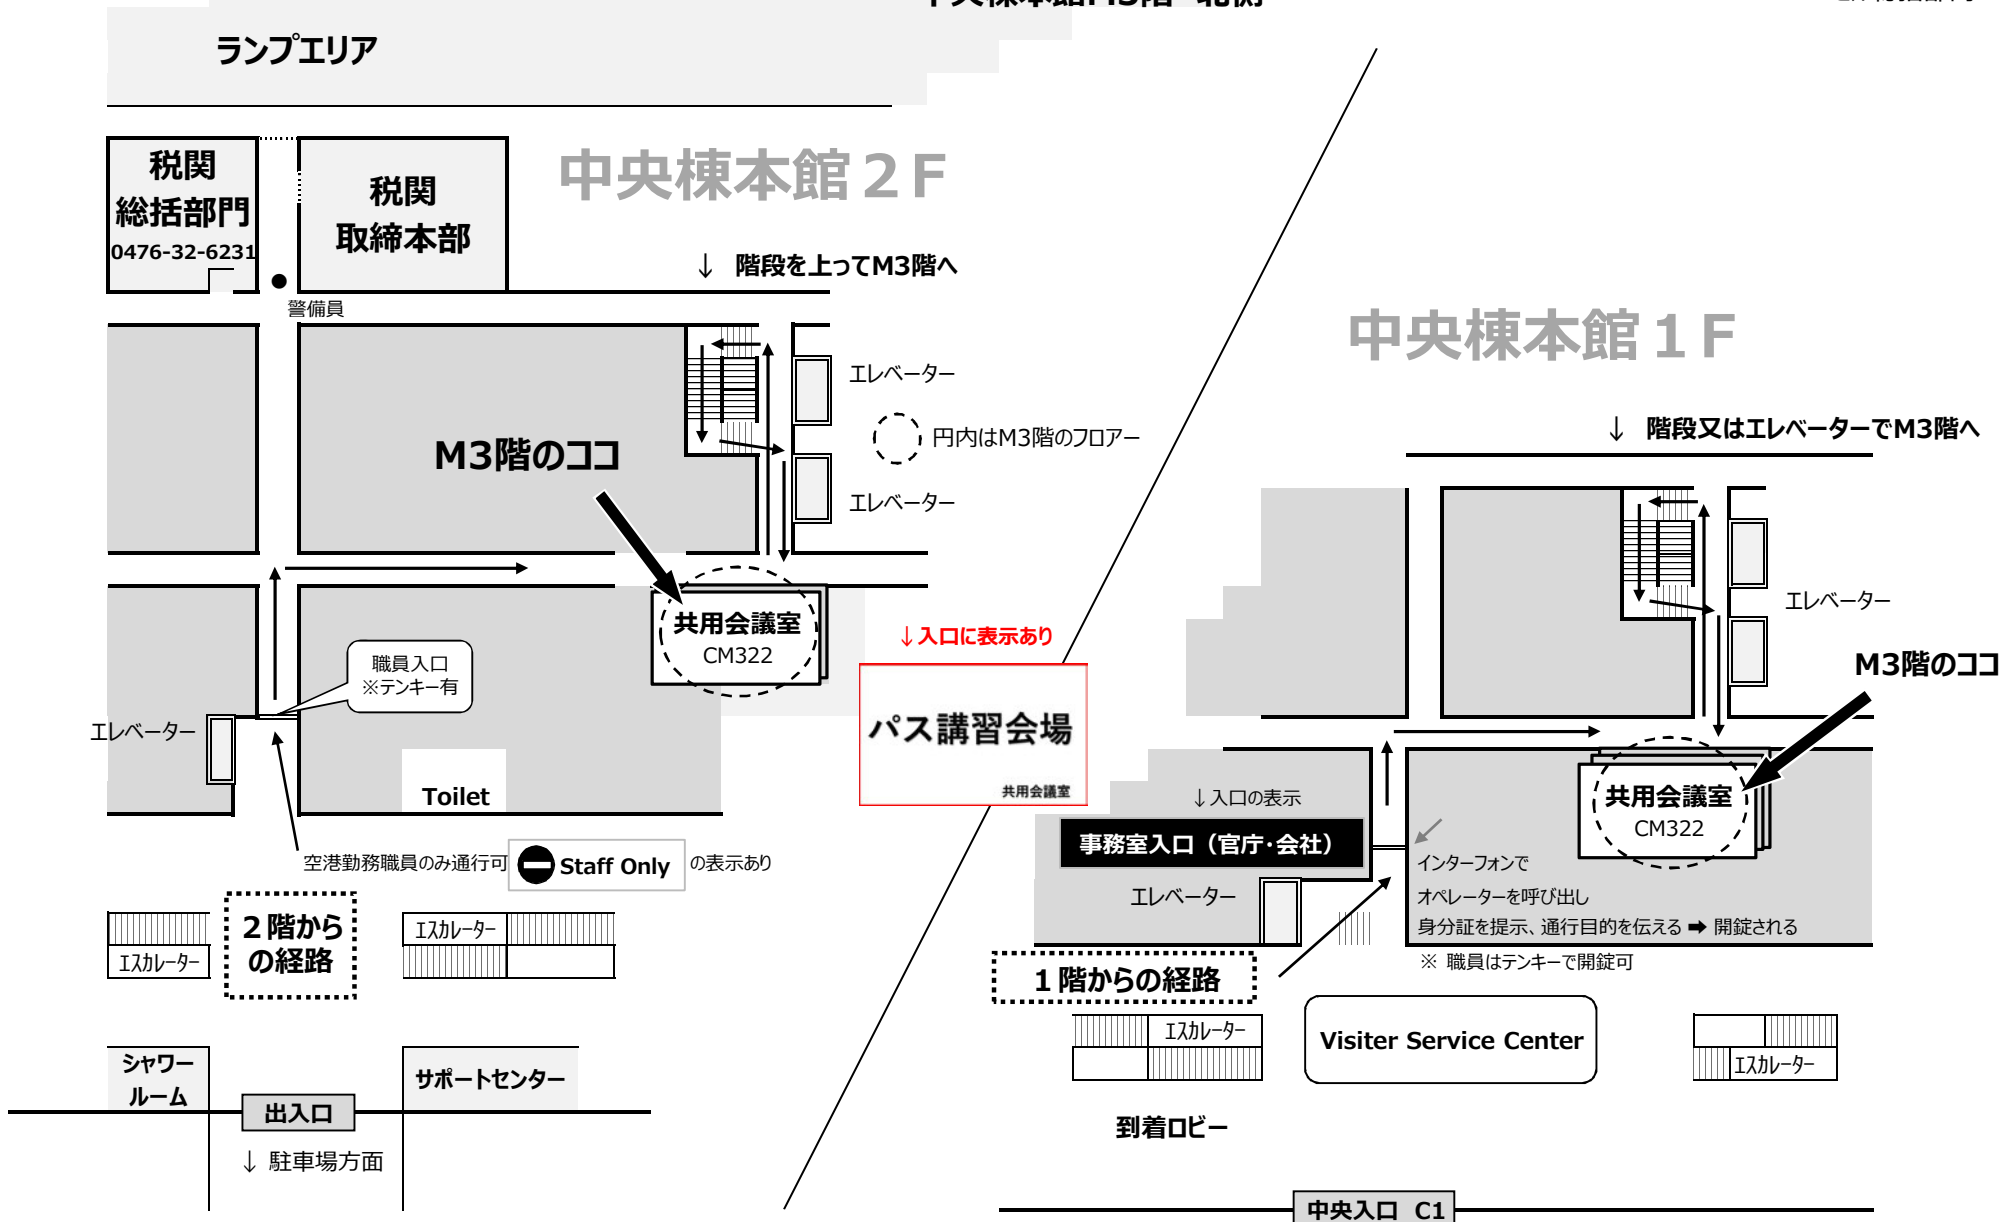 中央棟本館M3階 北側
ランプエリア
中央棟本館２F
税関
総括部門
0476-32-6231
税関
取締本部
↓ 階段を上ってM3階へ
警備員
エレベーター
円内はM3階のフロアー
エレベーター
M3階のココ
共用会議室
CM322
職員入口
※テンキー有
エレベーター
Toilet
空港勤務職員のみ通行可
Staff Only
の表示あり
２階から
の経路
エスカレーター
エスカレーター
シャワー
ルーム
サポートセンター
出入口
↓ 駐車場方面
↓入口に表示あり
パス講習会場
共用会議室
中央棟本館１F
↓ 階段又はエレベーターでM3階へ
エレベーター
M3階のココ
共用会議室
CM322
↓入口の表示
事務室入口（官庁・会社）
エレベーター
インターフォンで
オペレーターを呼び出し
身分証を提示、通行目的を伝える ➡ 開錠される
※ 職員はテンキーで開錠可
１階からの経路
エスカレーター
Visiter Service Center
エスカレーター
到着ロビー
中央入口 C1